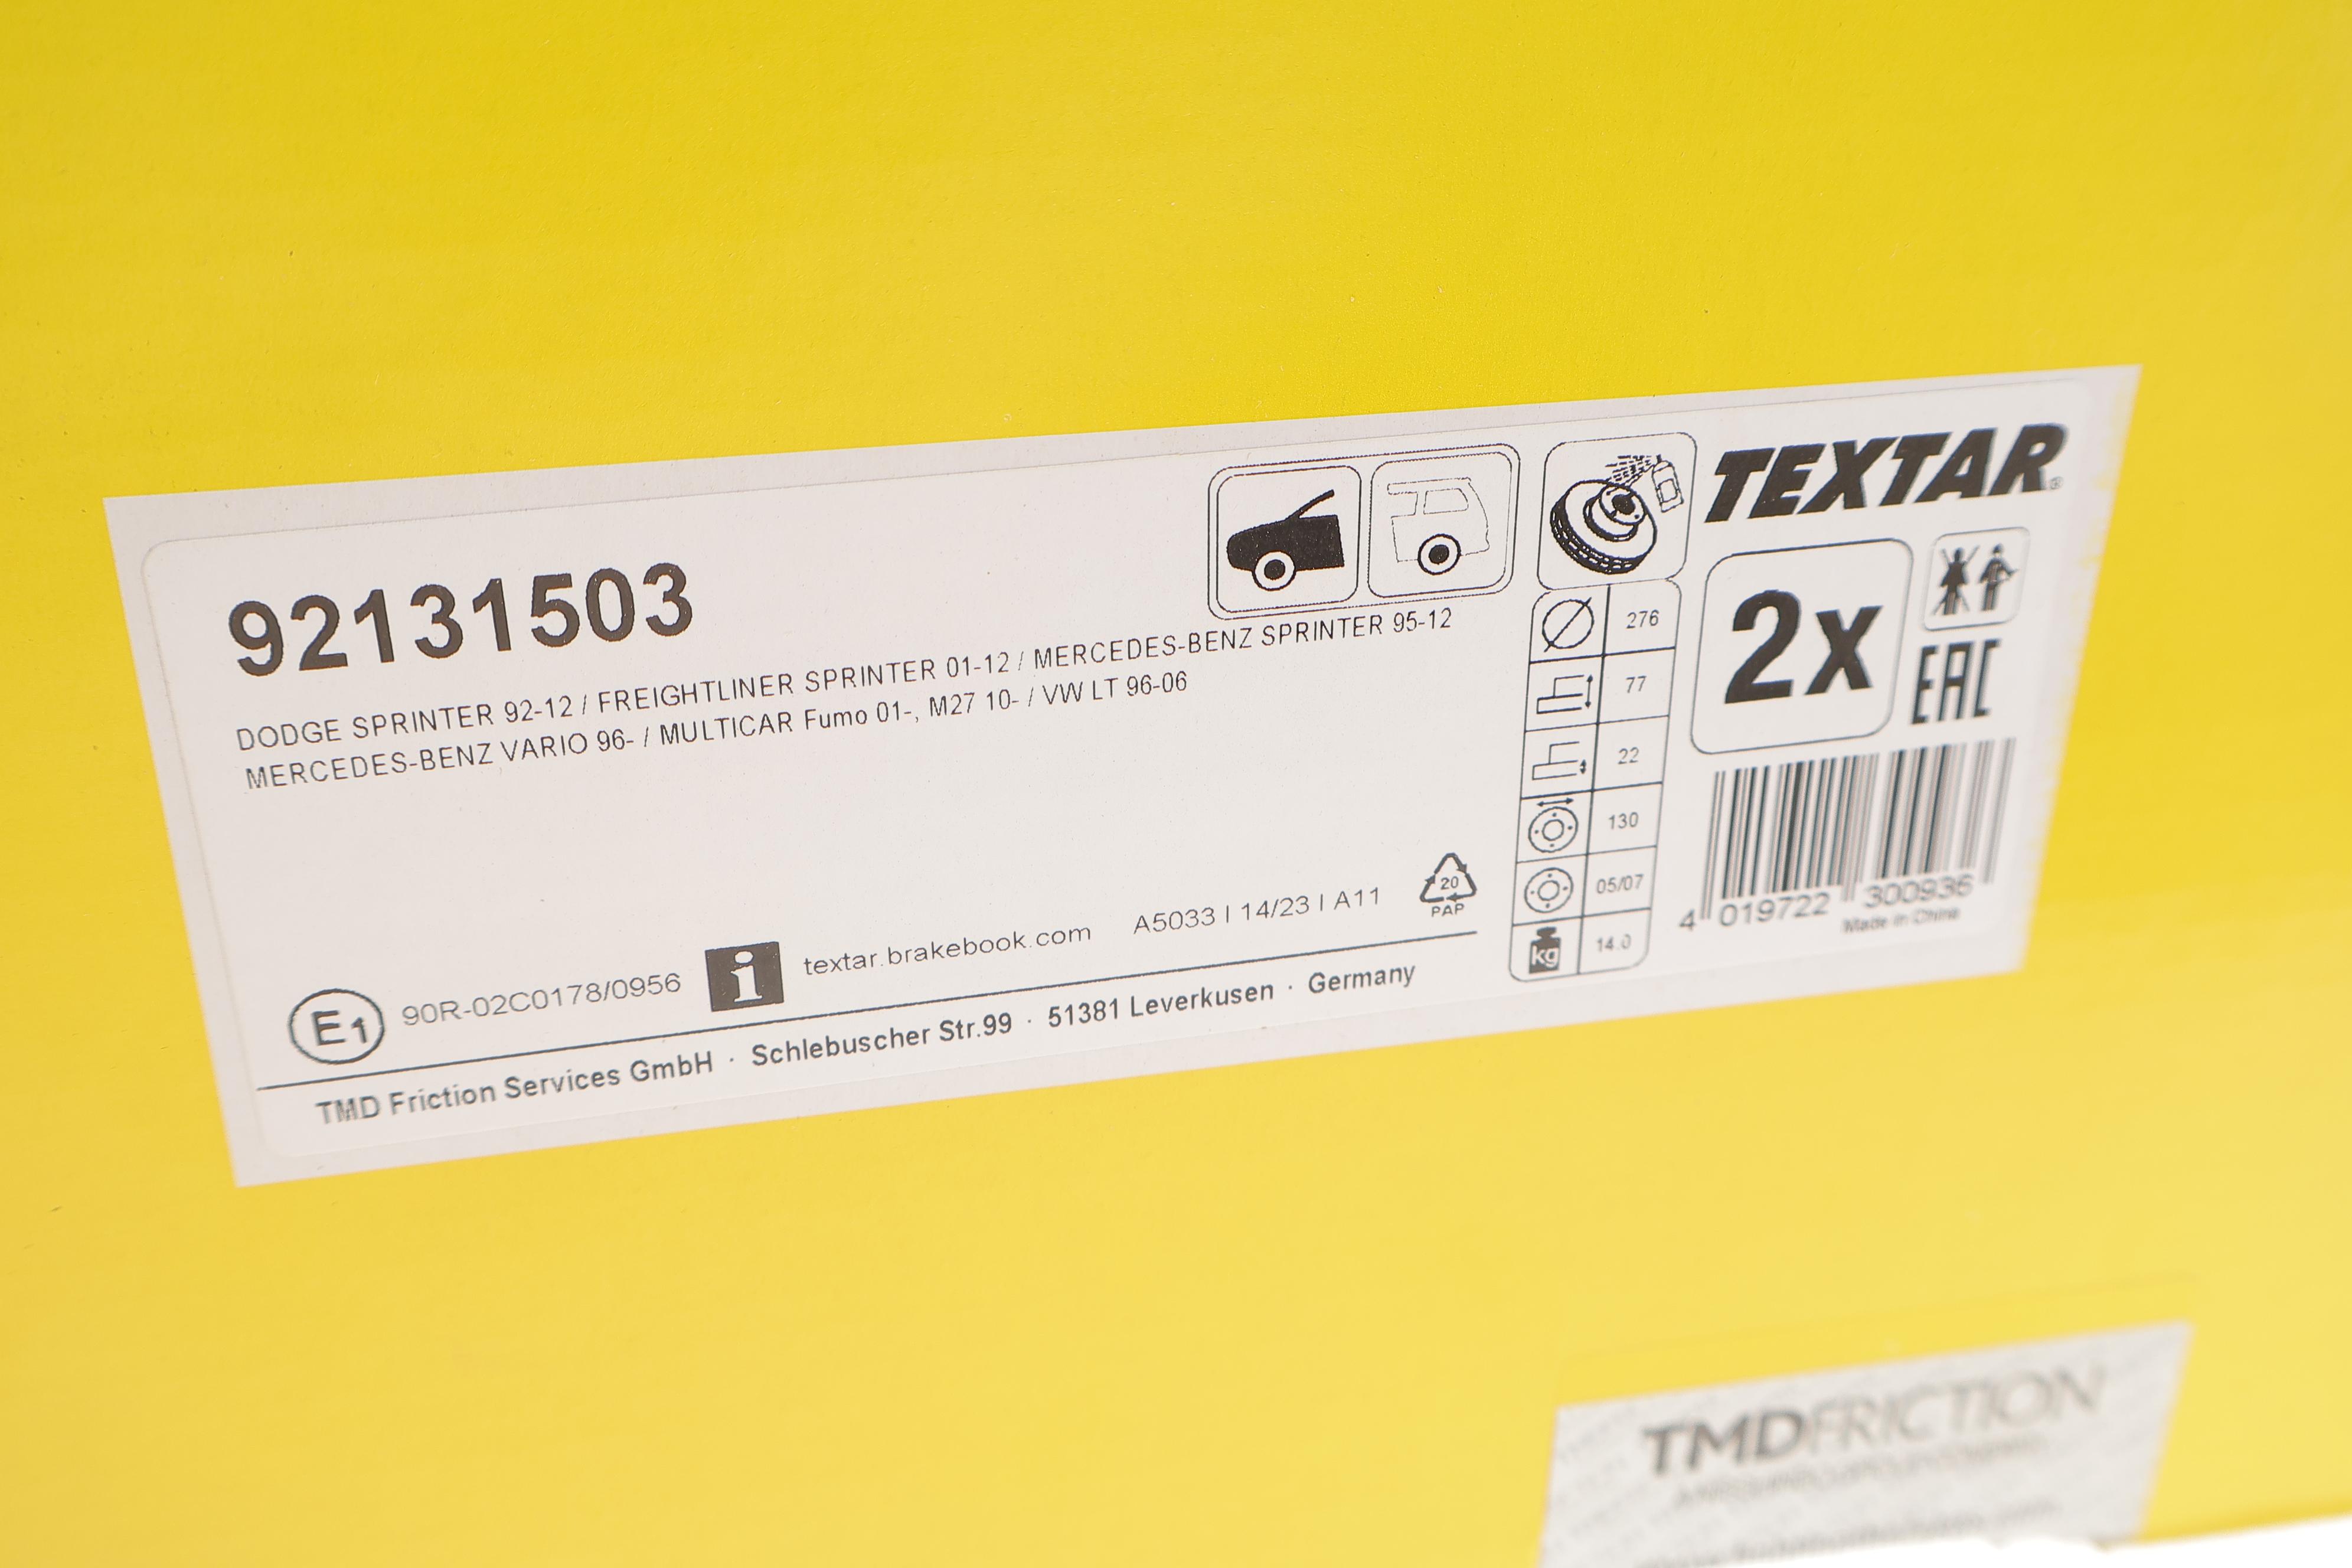 92131503
DODGE SPRINTER 92-12 / FREIGHTLINER SPRINTER 01-12 / MERCEDES-BENZ SPRINTER 95-12
MERCEDES-BENZ VARIO 96- / MULTICAR Fumo 01-, M27 10- / VW LT 96-06
E1 90R-02C0178/0956 i textar.brakebook.com A5033 | 14/23 | A11
20
PAP
TMD Friction Services GmbH · Schlebuscher Str.99 · 51381 Leverkusen · Germany
276
77
22
130
05/07
kg 14.0
TEXTAR®
2x
EAC
4 019722 300936
Made in China
TMDFRICTION